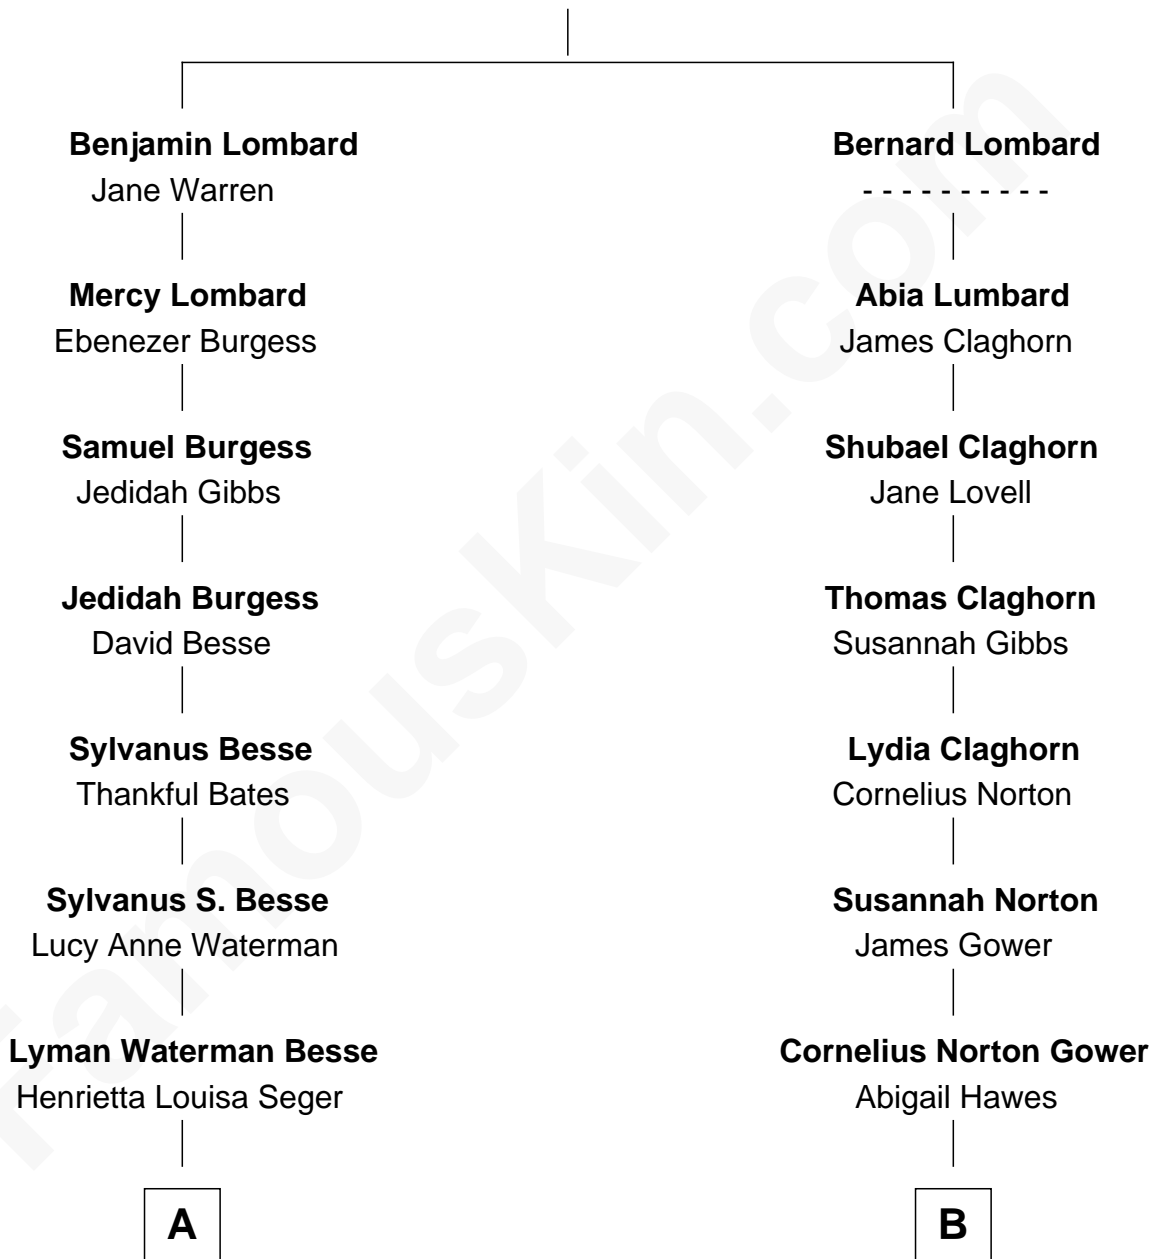 Benjamin Lombard
Jane Warren
Bernard Lombard
- - - - - - - - - -
Mercy Lombard
Ebenezer Burgess
Abia Lumbard
James Claghorn
Samuel Burgess
Jedidah Gibbs
Shubael Claghorn
Jane Lovell
Jedidah Burgess
David Besse
Thomas Claghorn
Susannah Gibbs
Sylvanus Besse
Thankful Bates
Lydia Claghorn
Cornelius Norton
Sylvanus S. Besse
Lucy Anne Waterman
Susannah Norton
James Gower
Lyman Waterman Besse
Henrietta Louisa Seger
Cornelius Norton Gower
Abigail Hawes
A
B
FamousKin.com